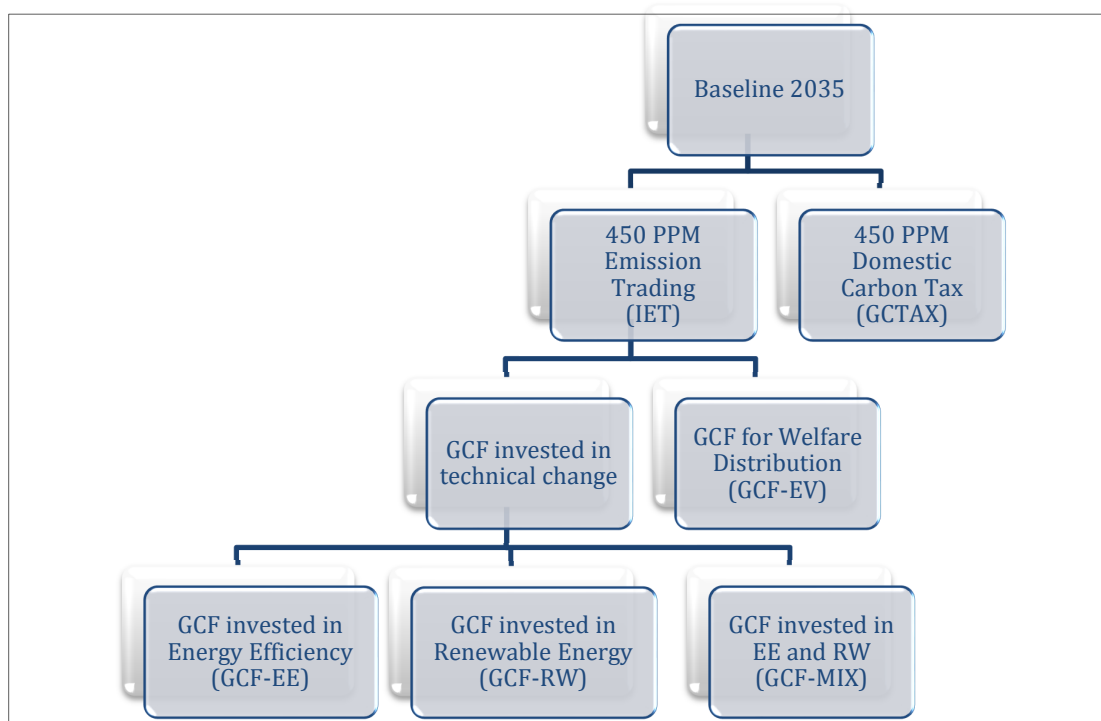 Baseline 2035
450 PPM
Emission
Trading
(IET)
450 PPM
Domestic
Carbon Tax
(GCTAX)
GCF invested in
technical change
GCF for Welfare
Distribution
(GCF-EV)
GCF invested in
Energy Efficiency
(GCF-EE)
GCF invested in
Renewable Energy
(GCF-RW)
GCF invested in
EE and RW
(GCF-MIX)